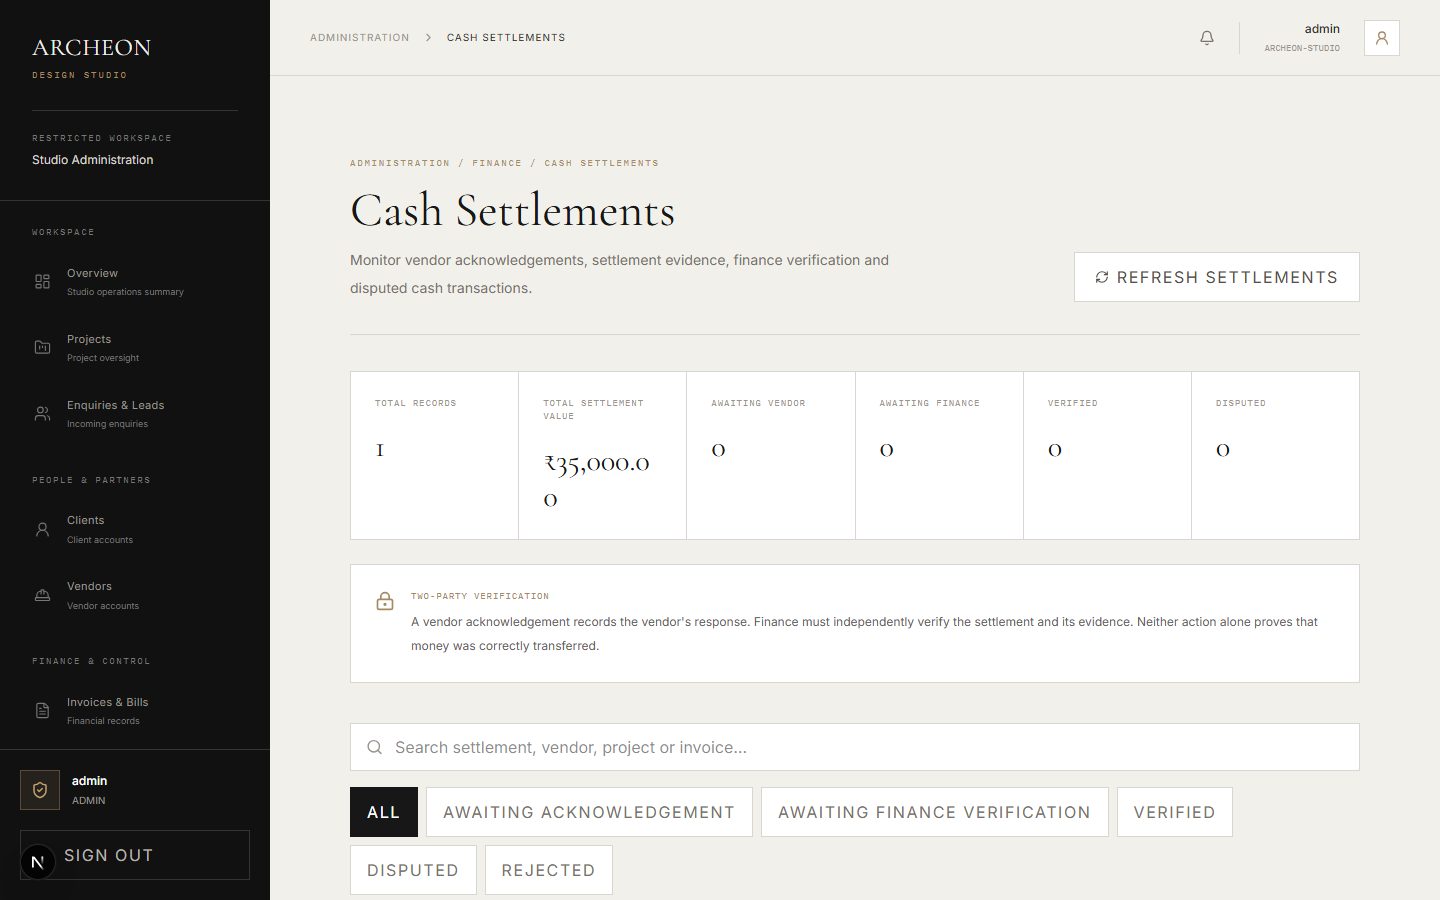 ARCHEON
DESIGN STUDIO
RESTRICTED WORKSPACE
Studio Administration
WORKSPACE
Overview
Studio operations summary
Projects
Project oversight
Enquiries & Leads
Incoming enquiries
PEOPLE & PARTNERS
Clients
Client accounts
Vendors
Vendor accounts
FINANCE & CONTROL
Invoices & Bills
Financial records
admin
ADMIN
N
SIGN OUT
ADMINISTRATION > CASH SETTLEMENTS
admin
ARCHEON-STUDIO
ADMINISTRATION / FINANCE / CASH SETTLEMENTS
Cash Settlements
Monitor vendor acknowledgements, settlement evidence, finance verification and
disputed cash transactions.
REFRESH SETTLEMENTS
TOTAL RECORDS
1
TOTAL SETTLEMENT
VALUE
₹35,000.0
0
AWAITING VENDOR
0
AWAITING FINANCE
0
VERIFIED
0
DISPUTED
0
TWO-PARTY VERIFICATION
A vendor acknowledgement records the vendor's response. Finance must independently verify the settlement and its evidence. Neither action alone proves that
money was correctly transferred.
Search settlement, vendor, project or invoice...
ALL
AWAITING ACKNOWLEDGEMENT
AWAITING FINANCE VERIFICATION
VERIFIED
DISPUTED
REJECTED